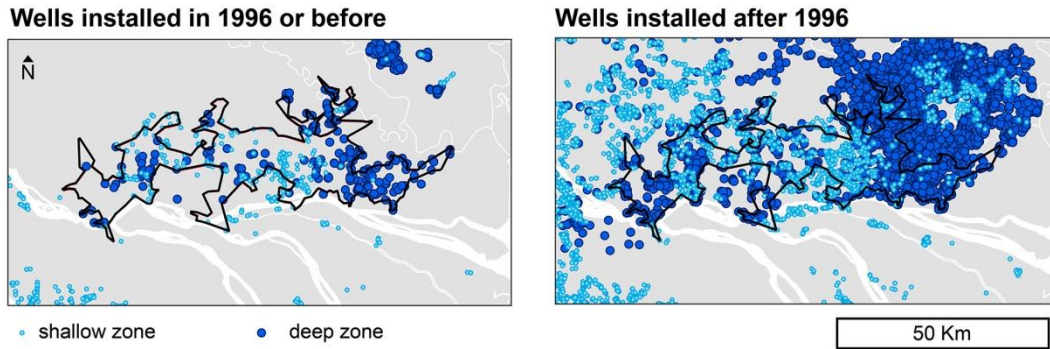 Wells installed in 1996 or before
Wells installed after 1996
N
shallow zone
deep zone
50 Km